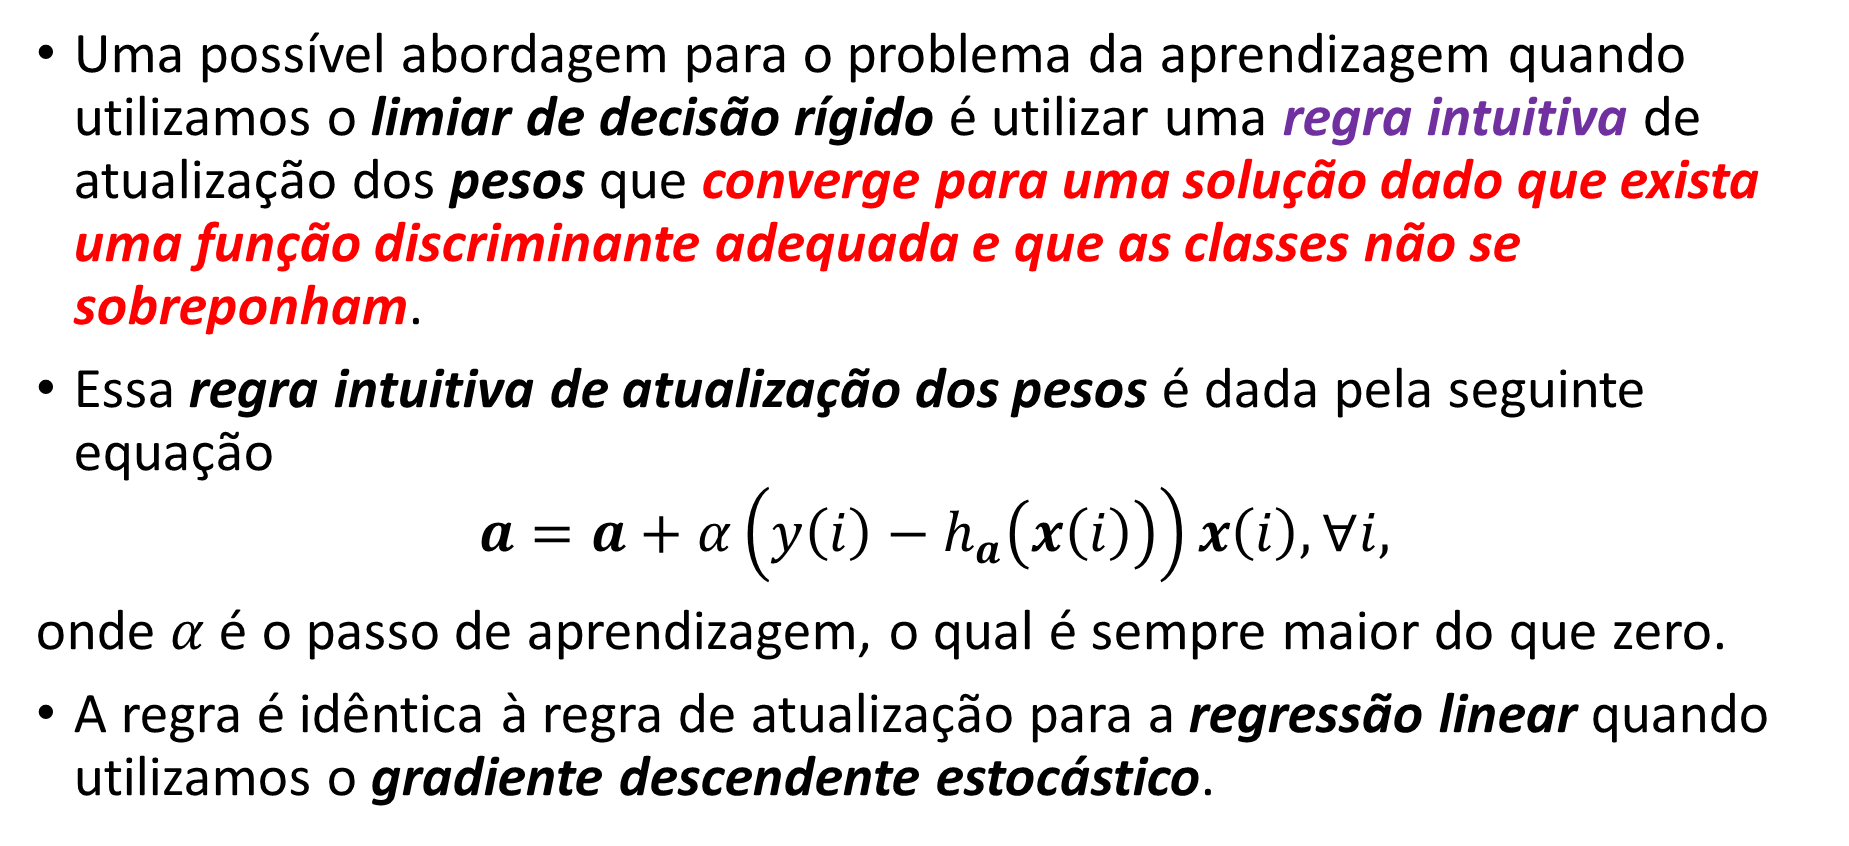 • Uma possível abordagem para o problema da aprendizagem quando
utilizamos o limiar de decisão rígido é utilizar uma regra intuitiva de
atualização dos pesos que converge para uma solução dado que exista
uma função discriminante adequada e que as classes não se
sobreponham.
• Essa regra intuitiva de atualização dos pesos é dada pela seguinte
equação
𝒂 = 𝒂 + 𝛼 (𝑦(𝑖) − ℎ𝒂(𝒙(𝑖))) 𝒙(𝑖), ∀𝑖,
onde 𝛼 é o passo de aprendizagem, o qual é sempre maior do que zero.
• A regra é idêntica à regra de atualização para a regressão linear quando
utilizamos o gradiente descendente estocástico.